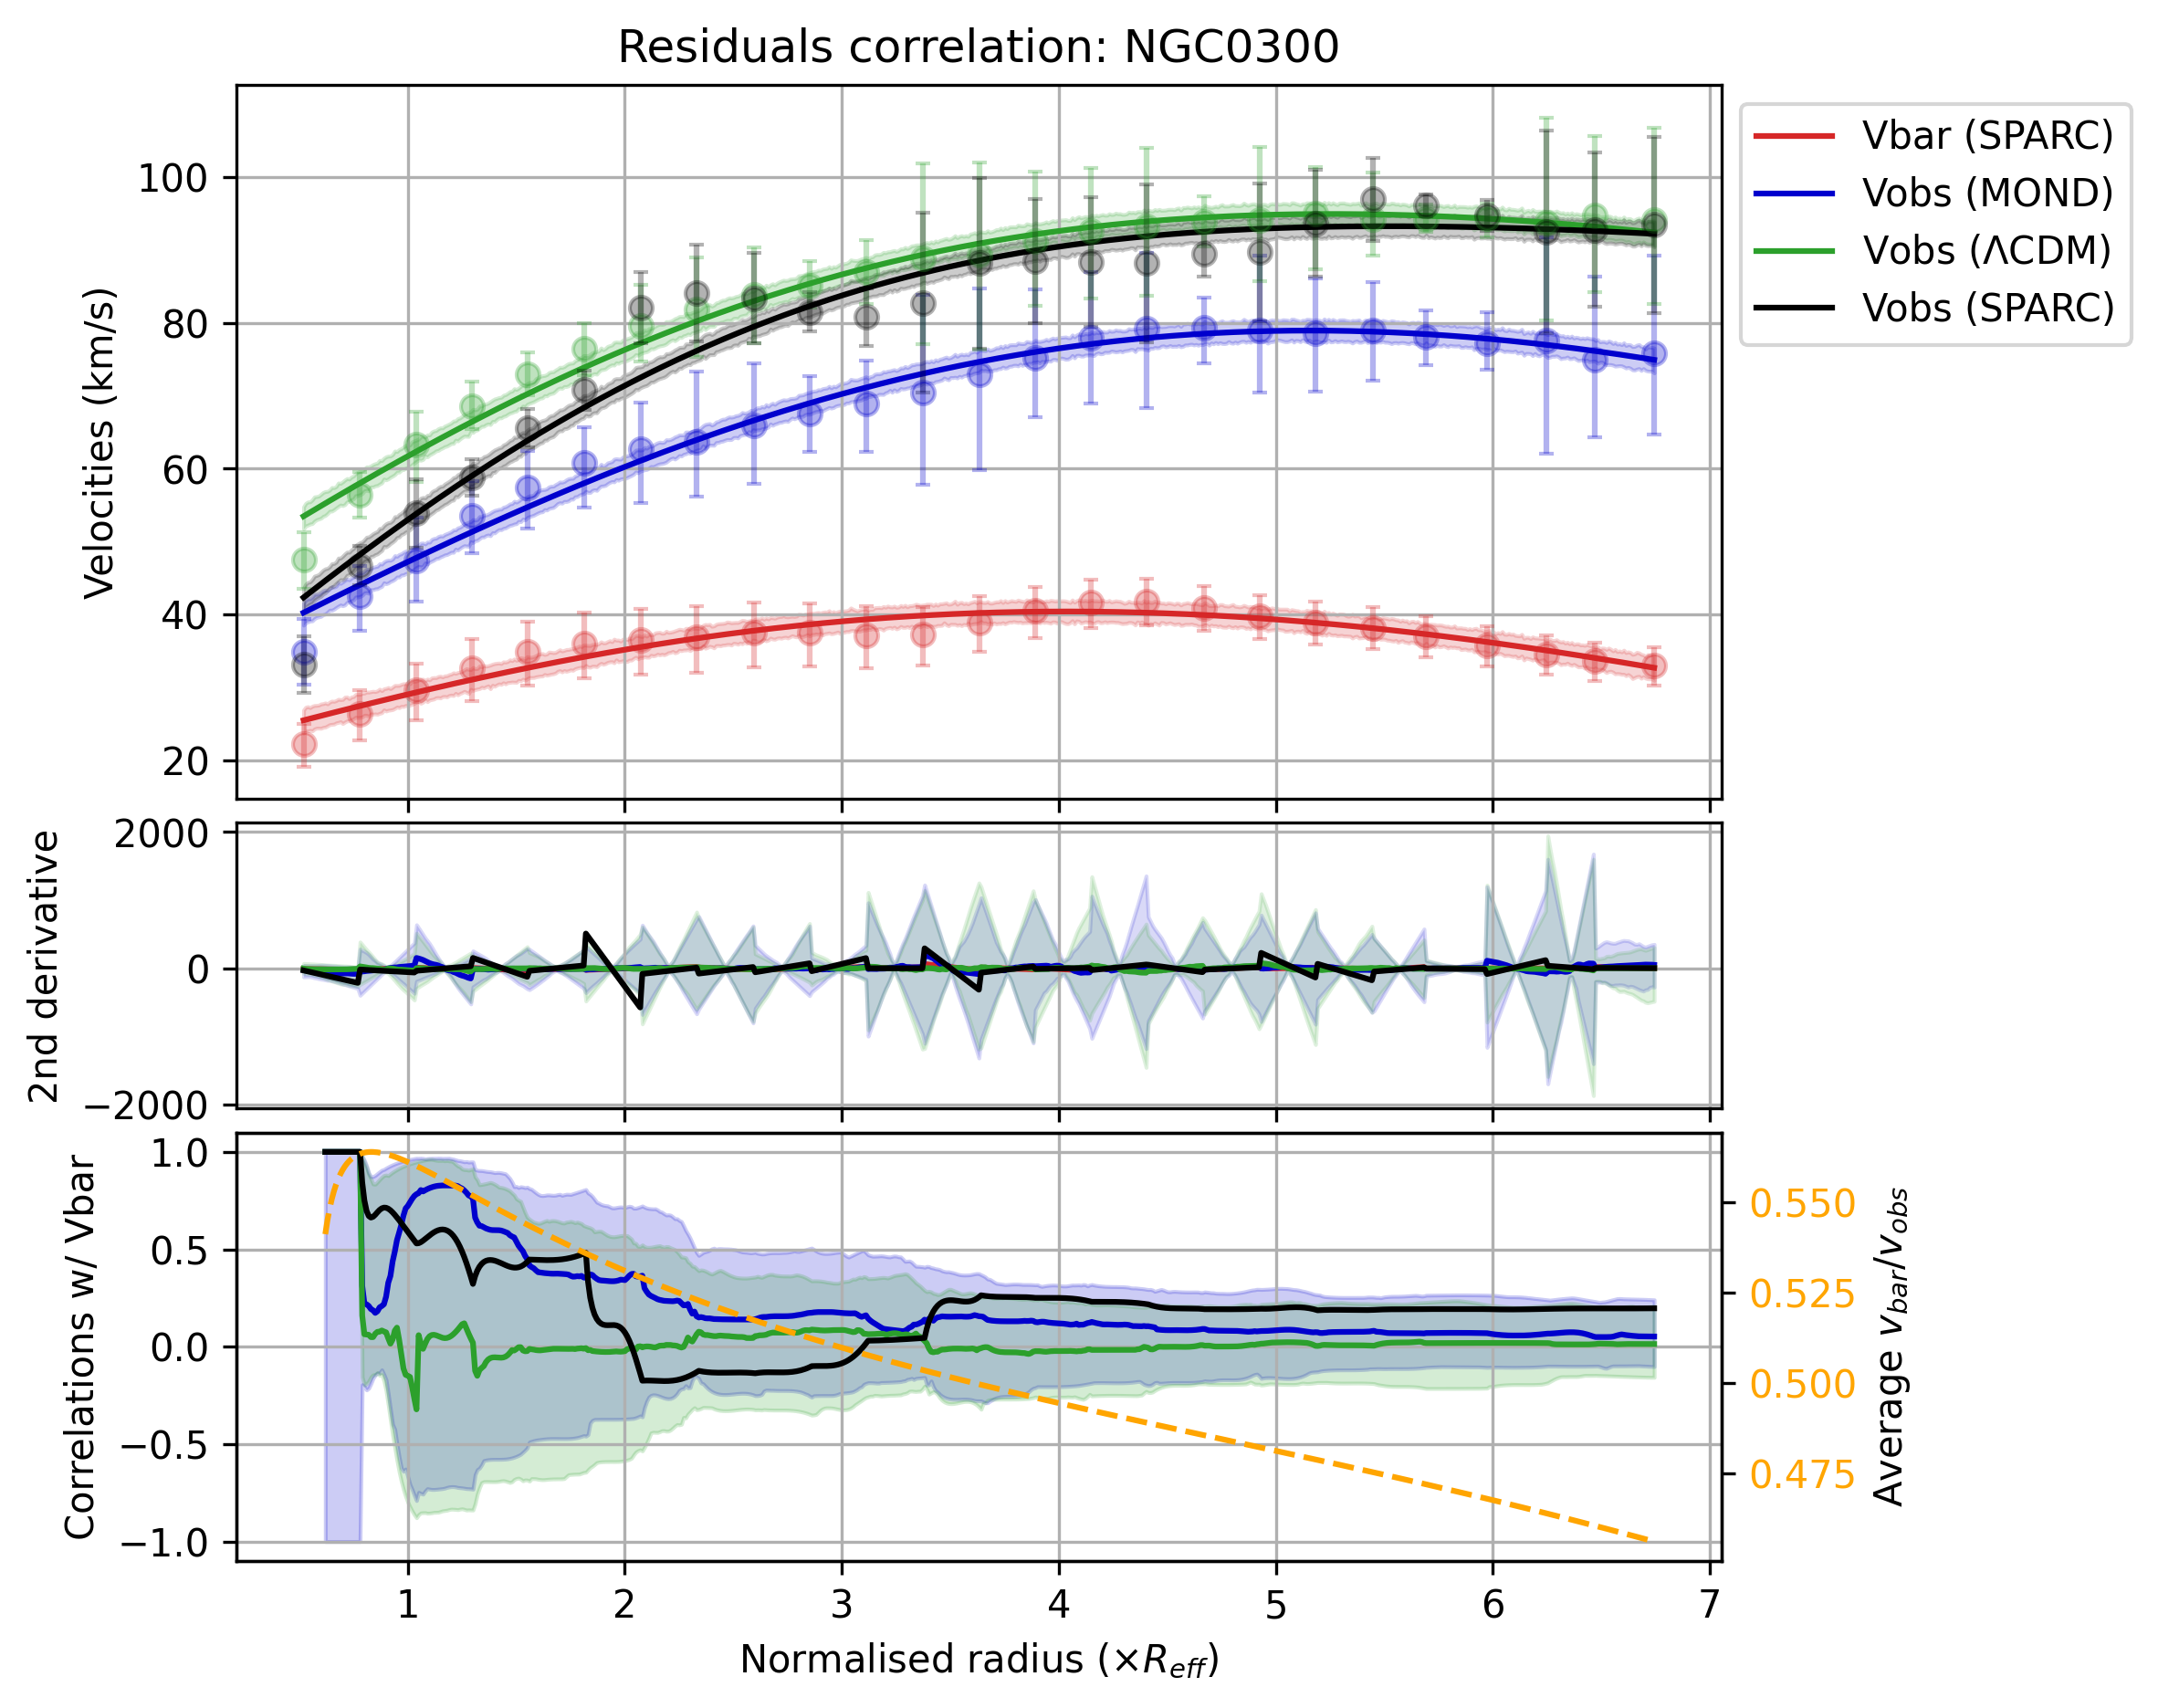 Residuals correlation: NGC0300
Velocities (km/s)
100
80
60
40
20
Vbar (SPARC)
Vobs (MOND)
Vobs (ΛCDM)
Vobs (SPARC)
2nd derivative
2000
0
−2000
Correlations w/ Vbar
1.0
0.5
0.0
−0.5
−1.0
0.550
0.525
0.500
0.475
Average v_bar/v_obs
1 2 3 4 5 6 7
Normalised radius (×R_eff)